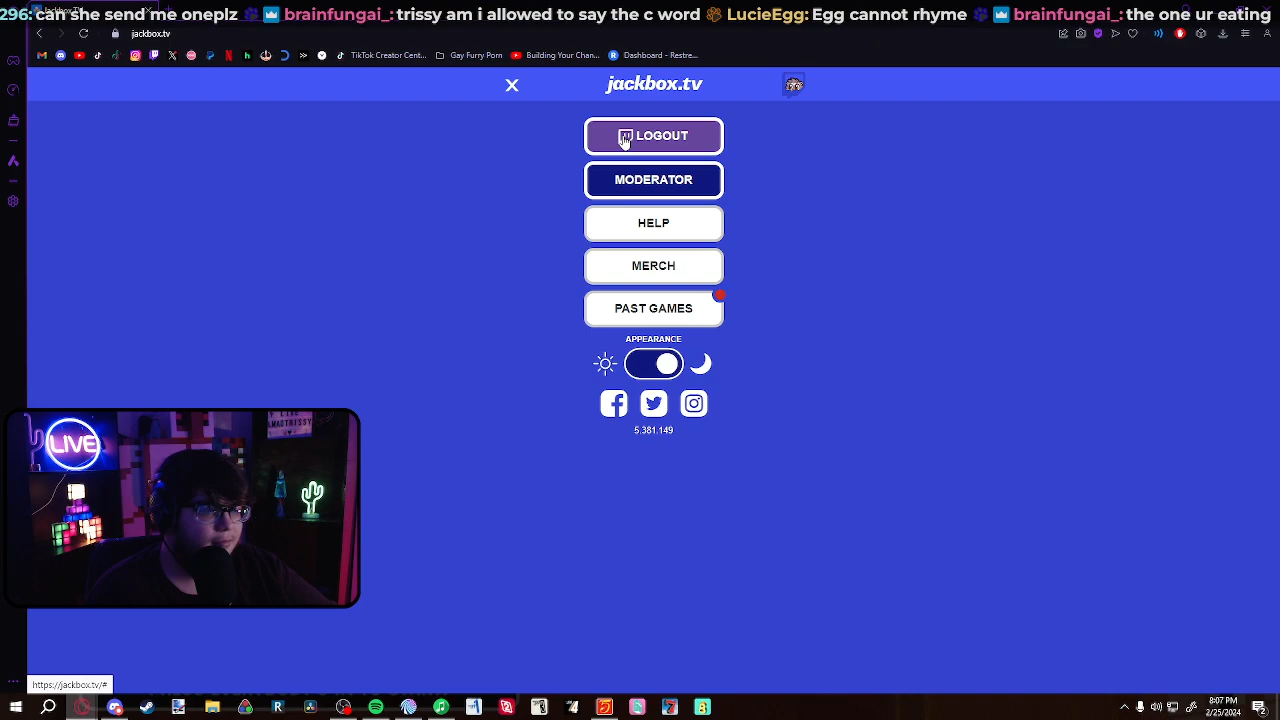 296: can the send me oneplz brainfungai_: trissy am i allowed to say the c word LucieEgg: Egg cannot rhyme brainfungai_: the one ur eating
jackbox.tv
TikTok Creator Cent... Gay Furry Porn Building Your Chan... Dashboard - Restre...
X jackbox.tv
LOGOUT
MODERATOR
HELP
MERCH
PAST GAMES
APPEARANCE
5.381.149
LIVE
https://jackbox.tv/#
8:07 PM
2/25/2024